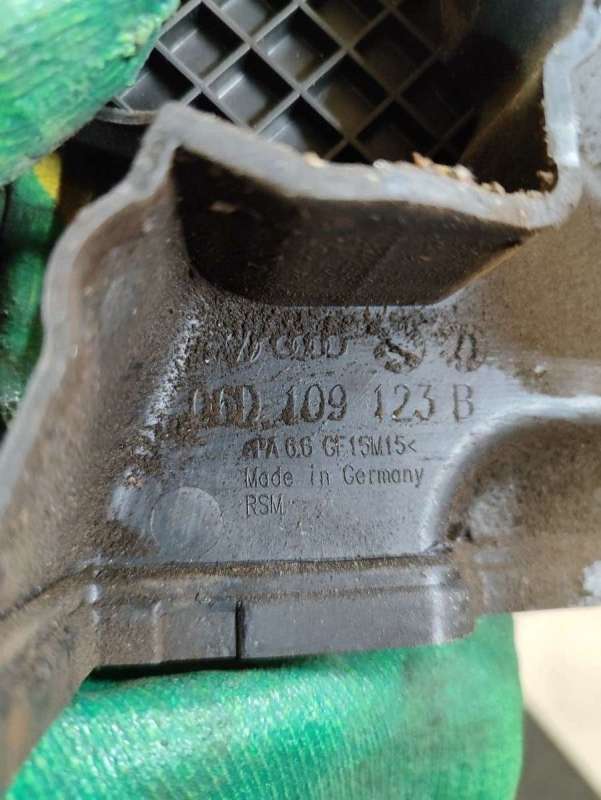 06D 109 123 B
>PA 6.6 GF15M15<
Made in Germany
RSM